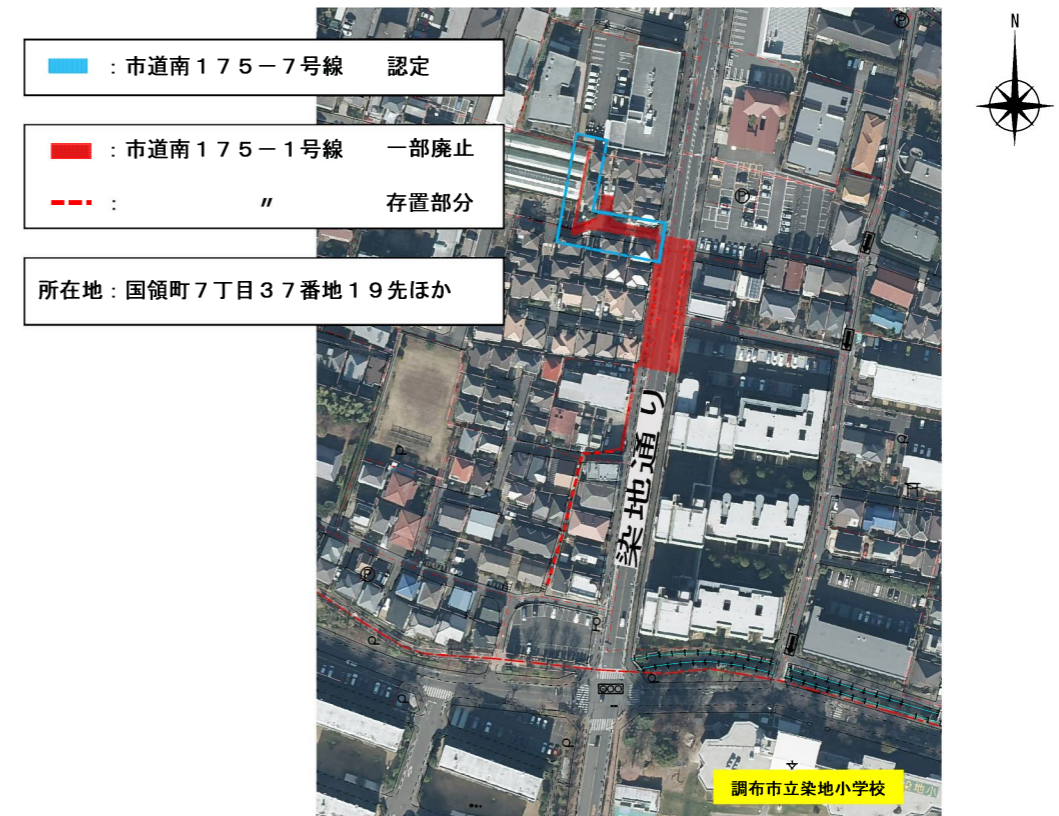 ：市道南１７５－７号線 認定
：市道南１７５－１号線 一部廃止
： 〃 存置部分
所在地：国領町７丁目３７番地１９先ほか
N
染地通り
調布市立染地小学校